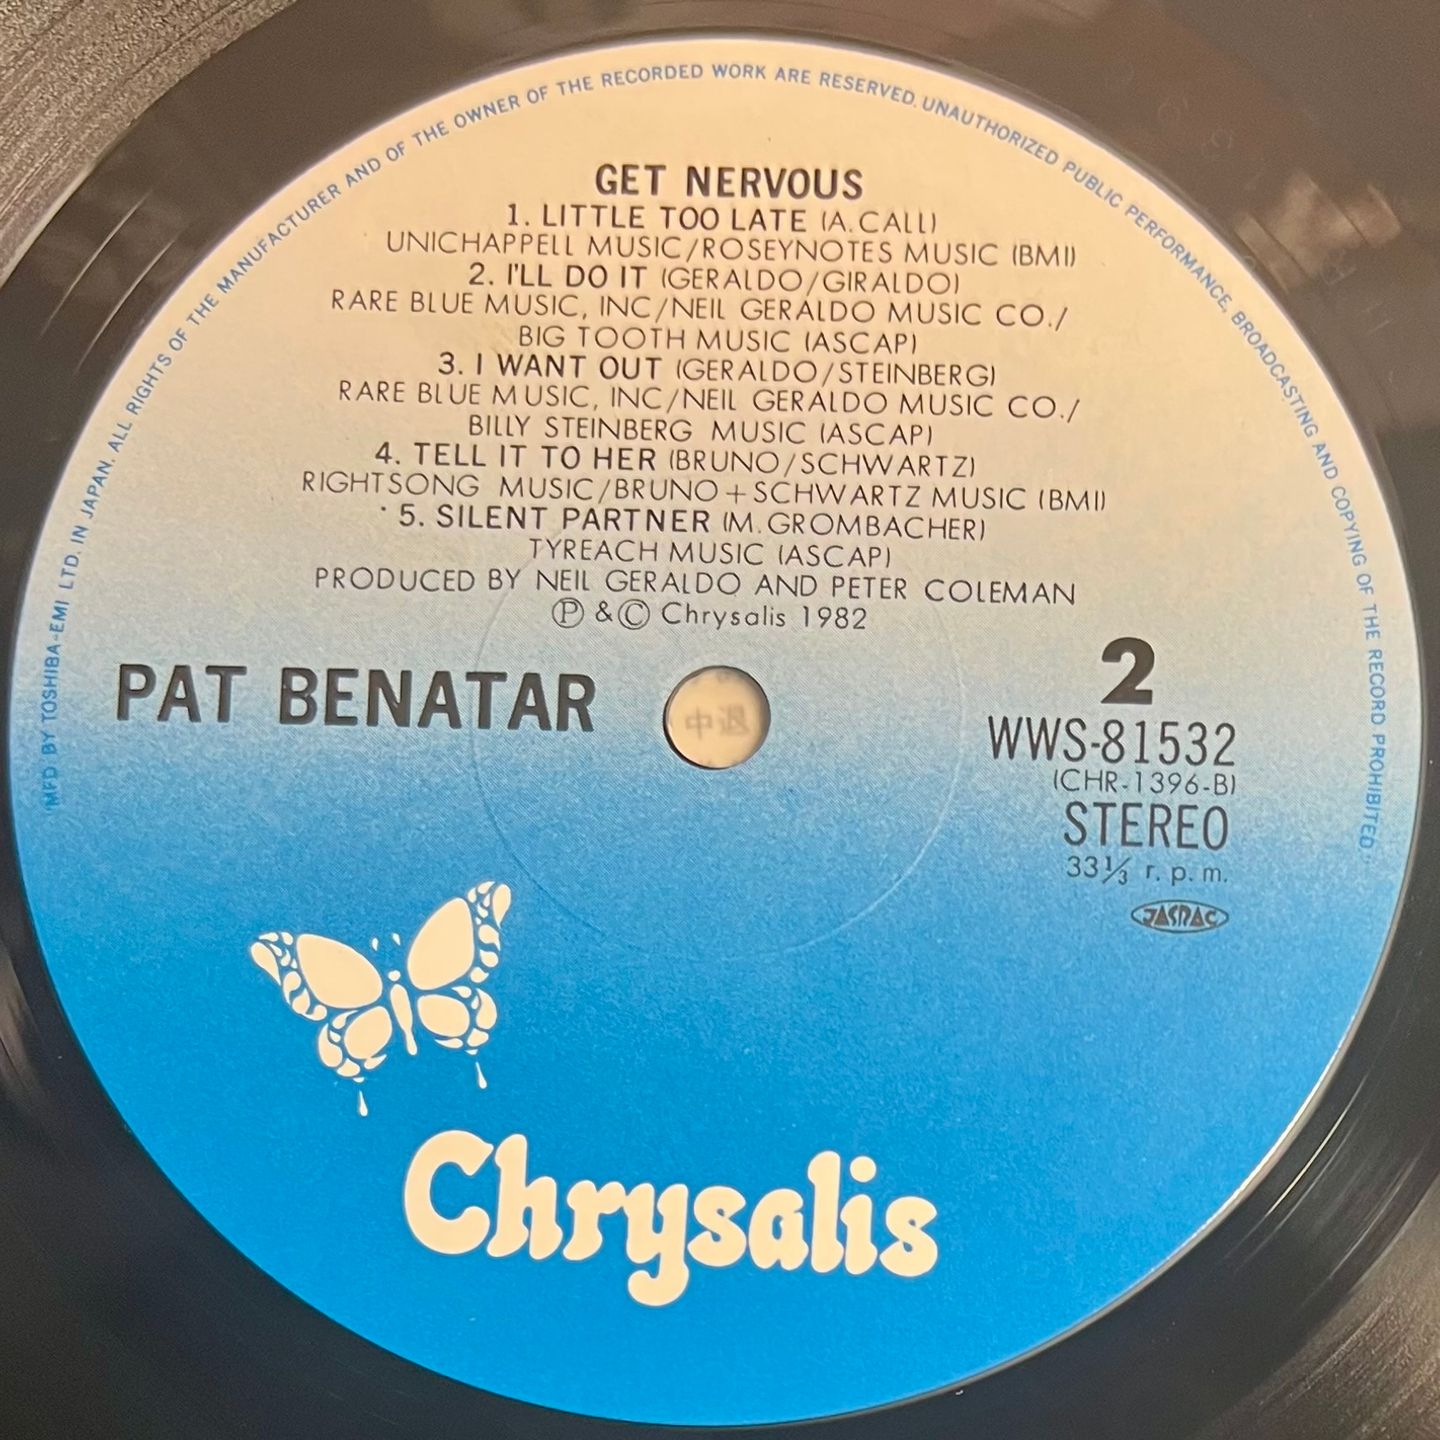 MFD BY TOSHIBA-EMI LTD. IN JAPAN. ALL RIGHTS OF THE MANUFACTURER AND OF THE OWNER OF THE RECORDED WORK ARE RESERVED. UNAUTHORIZED PUBLIC PERFORMANCE, BROADCASTING AND COPYING OF THE RECORD PROHIBITED.
GET NERVOUS
1. LITTLE TOO LATE (A. CALL)
UNICHAPPELL MUSIC/ROSEYNOTES MUSIC (BMI)
2. I'LL DO IT (GERALDO/GIRALDO)
RARE BLUE MUSIC, INC/NEIL GERALDO MUSIC CO./
BIG TOOTH MUSIC (ASCAP)
3. I WANT OUT (GERALDO/STEINBERG)
RARE BLUE MUSIC, INC/NEIL GERALDO MUSIC CO./
BILLY STEINBERG MUSIC (ASCAP)
4. TELL IT TO HER (BRUNO/SCHWARTZ)
RIGHTSONG MUSIC/BRUNO+SCHWARTZ MUSIC (BMI)
5. SILENT PARTNER (M. GROMBACHER)
TYREACH MUSIC (ASCAP)
PRODUCED BY NEIL GERALDO AND PETER COLEMAN
Ⓟ & Ⓒ Chrysalis 1982
PAT BENATAR
中退
2
WWS-81532
(CHR-1396-B)
STEREO
33⅓ r.p.m.
JASRAC
Chrysalis